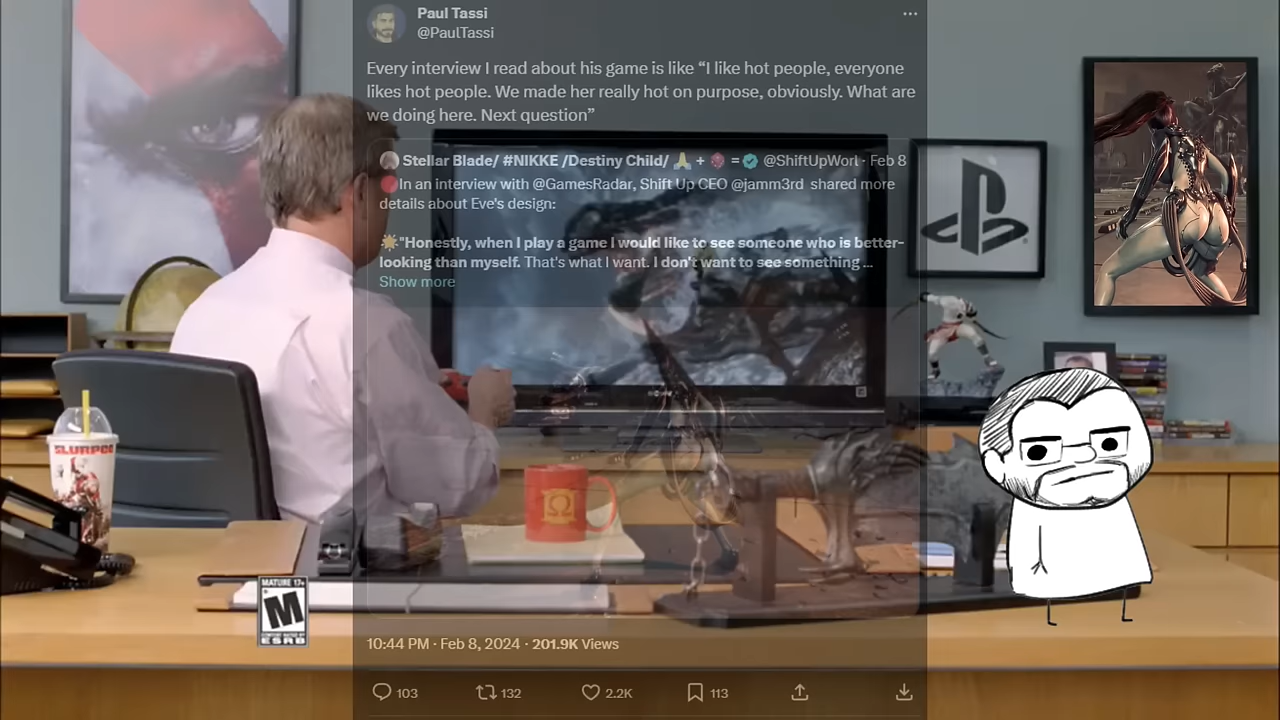 Paul Tassi
@PaulTassi
Every interview I read about his game is like “I like hot people, everyone
likes hot people. We made her really hot on purpose, obviously. What are
we doing here. Next question”
Stellar Blade/ #NIKKE /Destiny Child/ 🙏 + = @ShiftUpWorl · Feb 8
🔴In an interview with @GamesRadar, Shift Up CEO @jamm3rd shared more
details about Eve's design:
🌟"Honestly, when I play a game I would like to see someone who is better-
looking than myself. That's what I want. I don't want to see something ...
Show more
SLURPEE
MATURE 17+
M
ESRB
10:44 PM · Feb 8, 2024 · 201.9K Views
103 132 2.2K 113